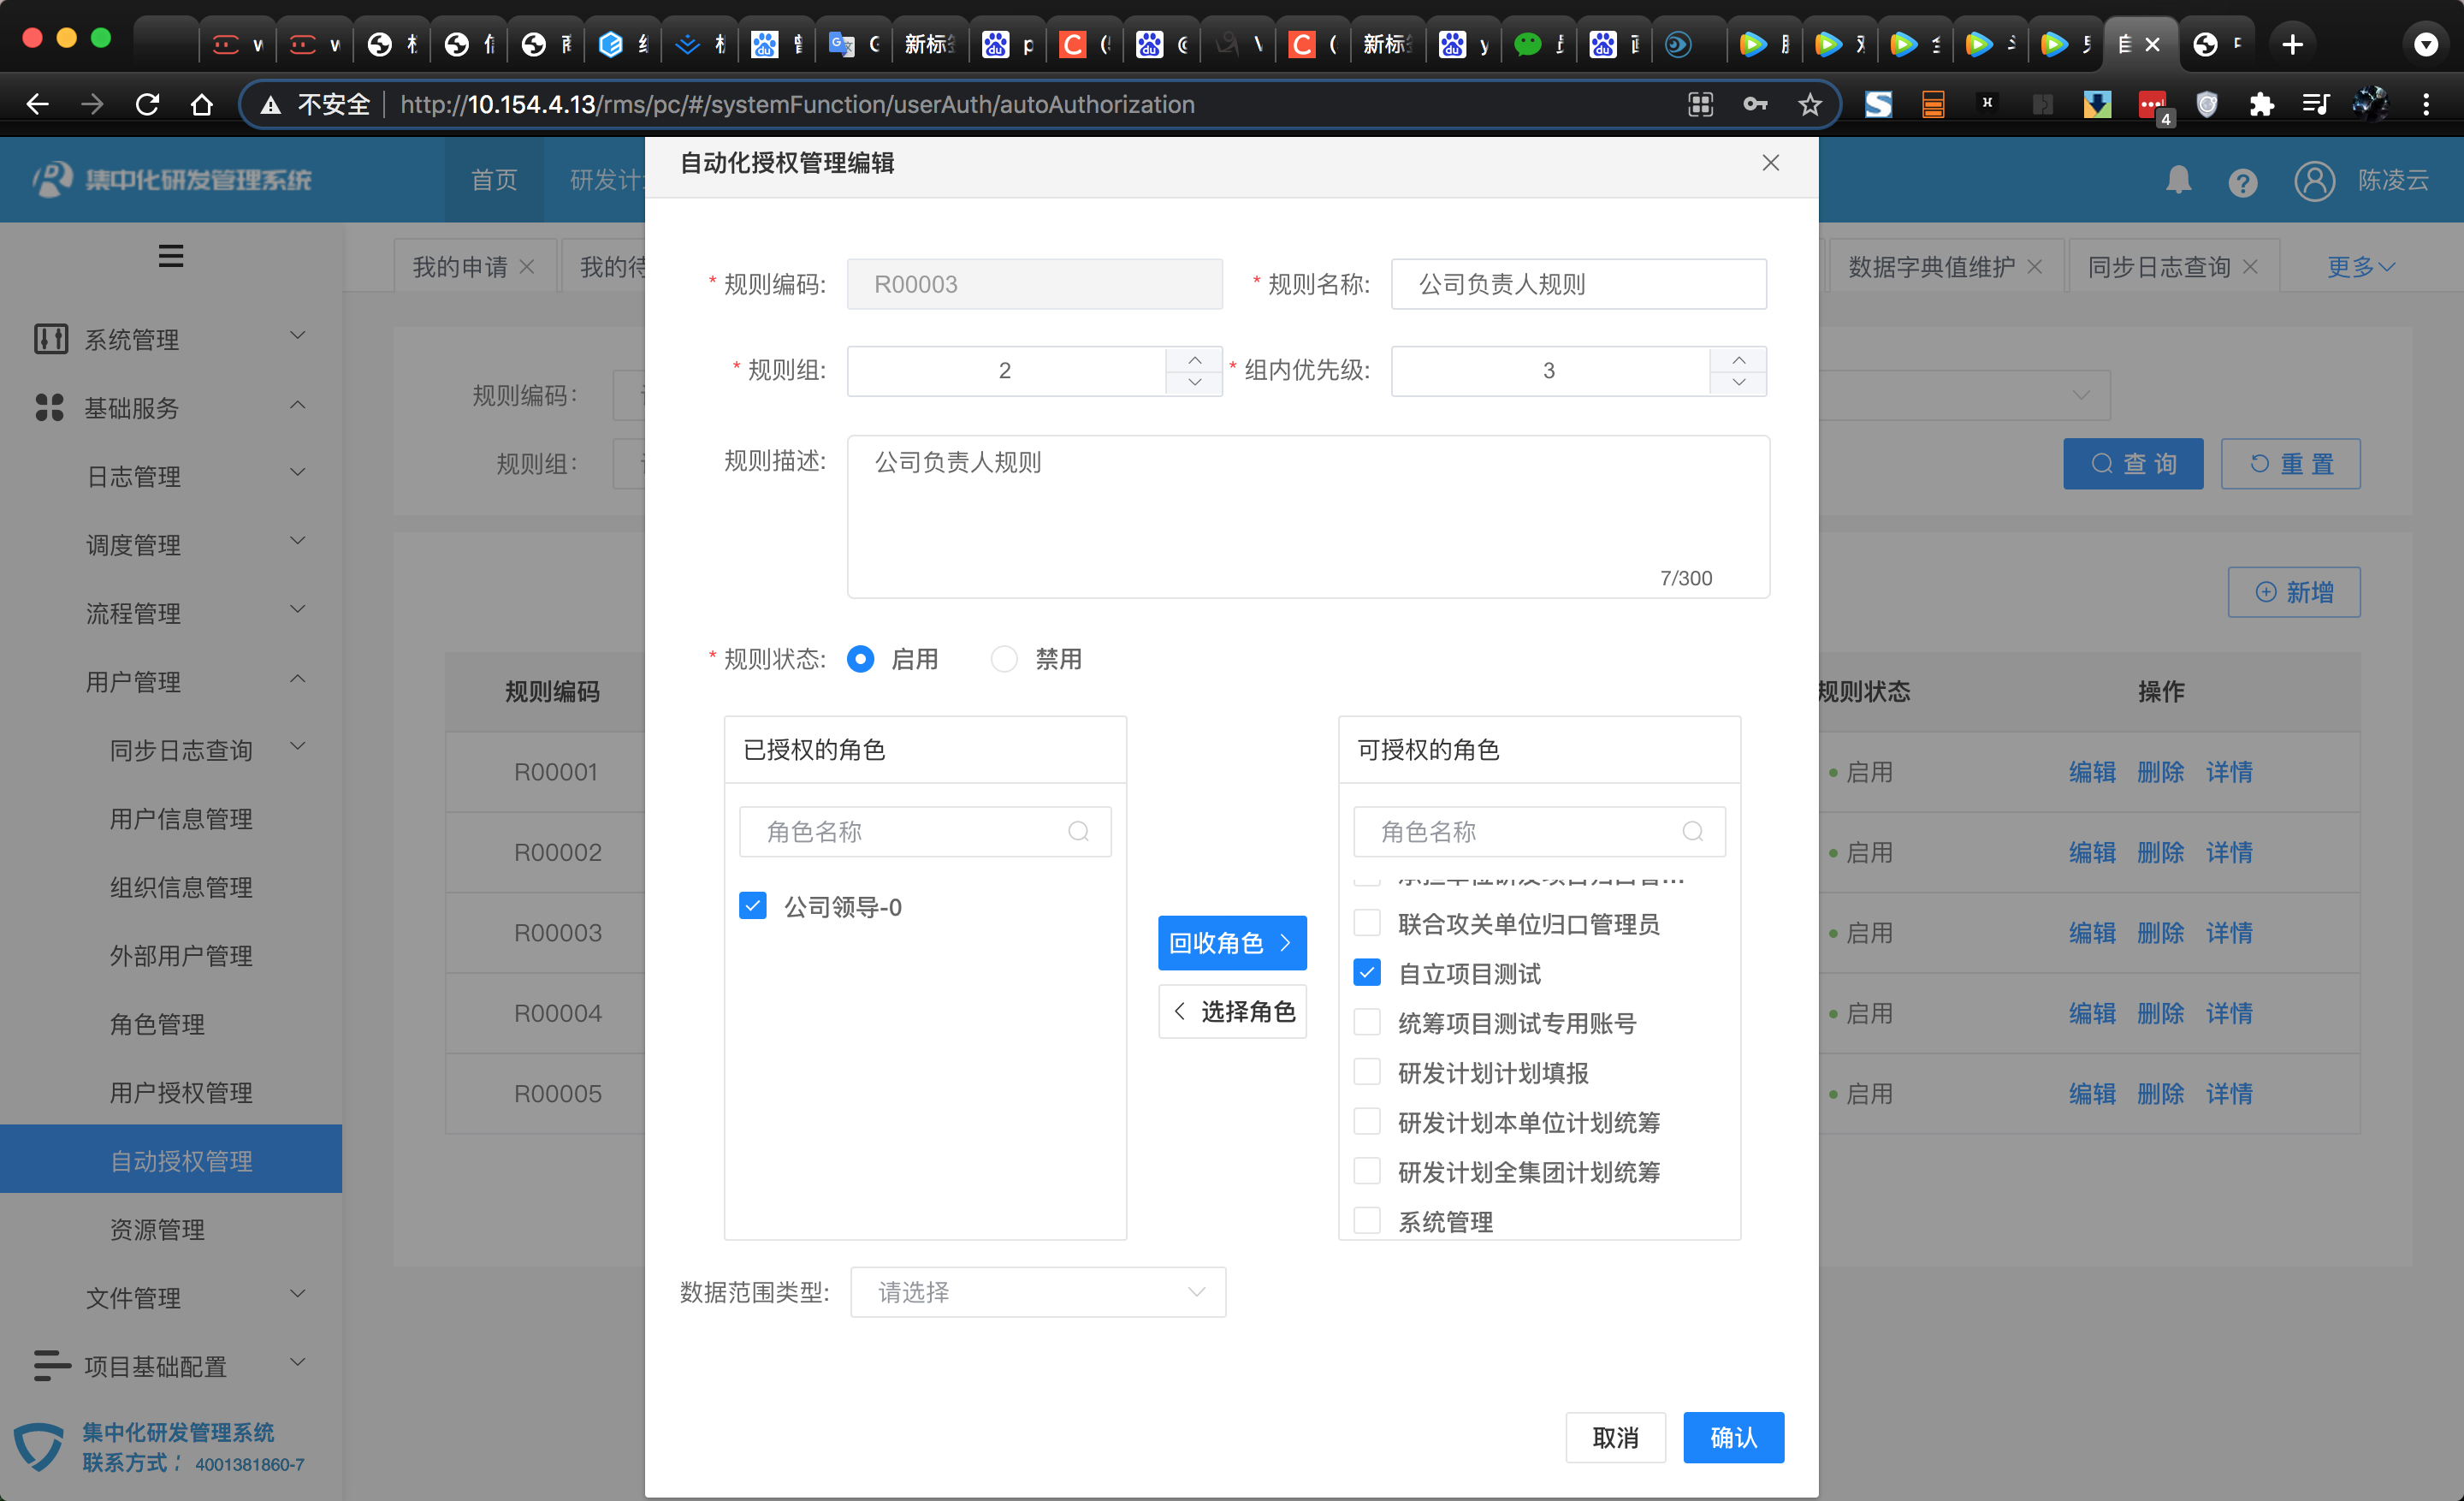 新标
新标
不安全
http://10.154.4.13/rms/pc/#/systemFunction/userAuth/autoAuthorization
4
集中化研发管理系统
首页
研发计
陈凌云
自动化授权管理编辑
我的申请
我的待
数据字典值维护
同步日志查询
更多
系统管理
基础服务
日志管理
调度管理
流程管理
用户管理
同步日志查询
用户信息管理
组织信息管理
外部用户管理
角色管理
用户授权管理
自动授权管理
资源管理
文件管理
项目基础配置
集中化研发管理系统
联系方式: 4001381860-7
规则编码:
规则组:
查询
重置
新增
规则编码
规则状态
操作
R00001
启用 编辑 删除 详情
R00002
启用 编辑 删除 详情
R00003
启用 编辑 删除 详情
R00004
启用 编辑 删除 详情
R00005
启用 编辑 删除 详情
* 规则编码: R00003
* 规则名称: 公司负责人规则
* 规则组: 2
* 组内优先级: 3
规则描述: 公司负责人规则
7/300
* 规则状态: 启用 禁用
已授权的角色
角色名称
公司领导-0
回收角色
选择角色
可授权的角色
角色名称
联合攻关单位归口管理员
自立项目测试
统筹项目测试专用账号
研发计划计划填报
研发计划本单位计划统筹
研发计划全集团计划统筹
系统管理
数据范围类型: 请选择
取消
确认